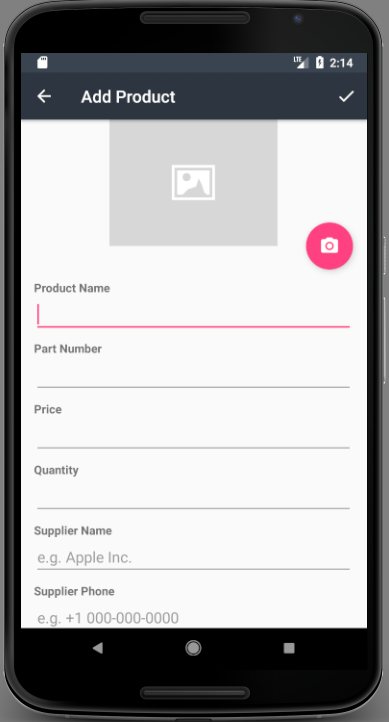 LTE 2:14
Add Product
Product Name
Part Number
Price
Quantity
Supplier Name
e.g. Apple Inc.
Supplier Phone
e.g. +1 000-000-0000